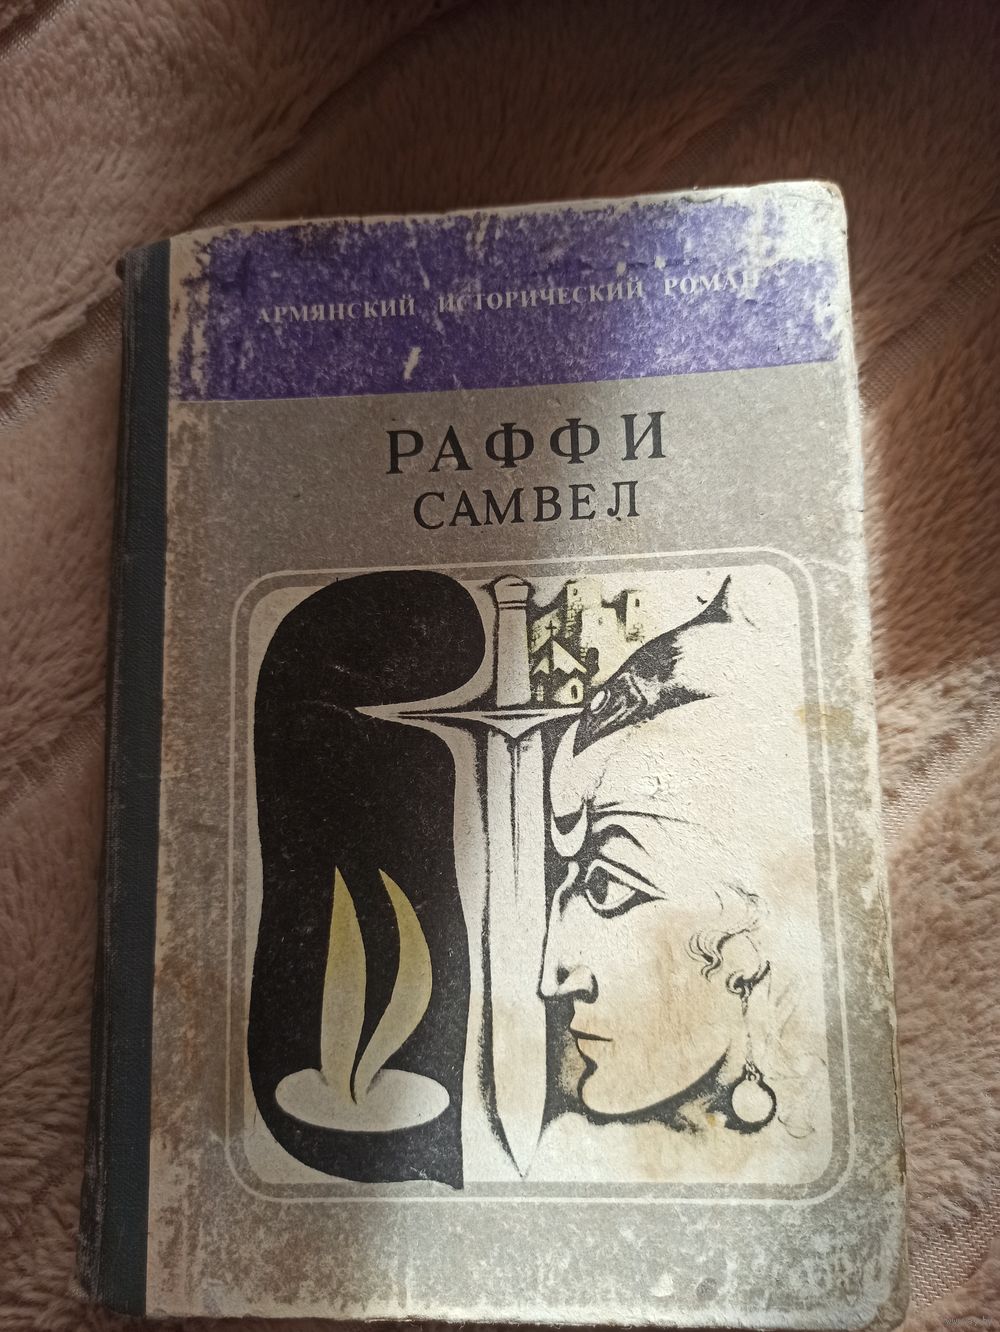 АРМЯНСКИЙ ИСТОРИЧЕСКИЙ РОМАН
РАФФИ
САМВЕЛ